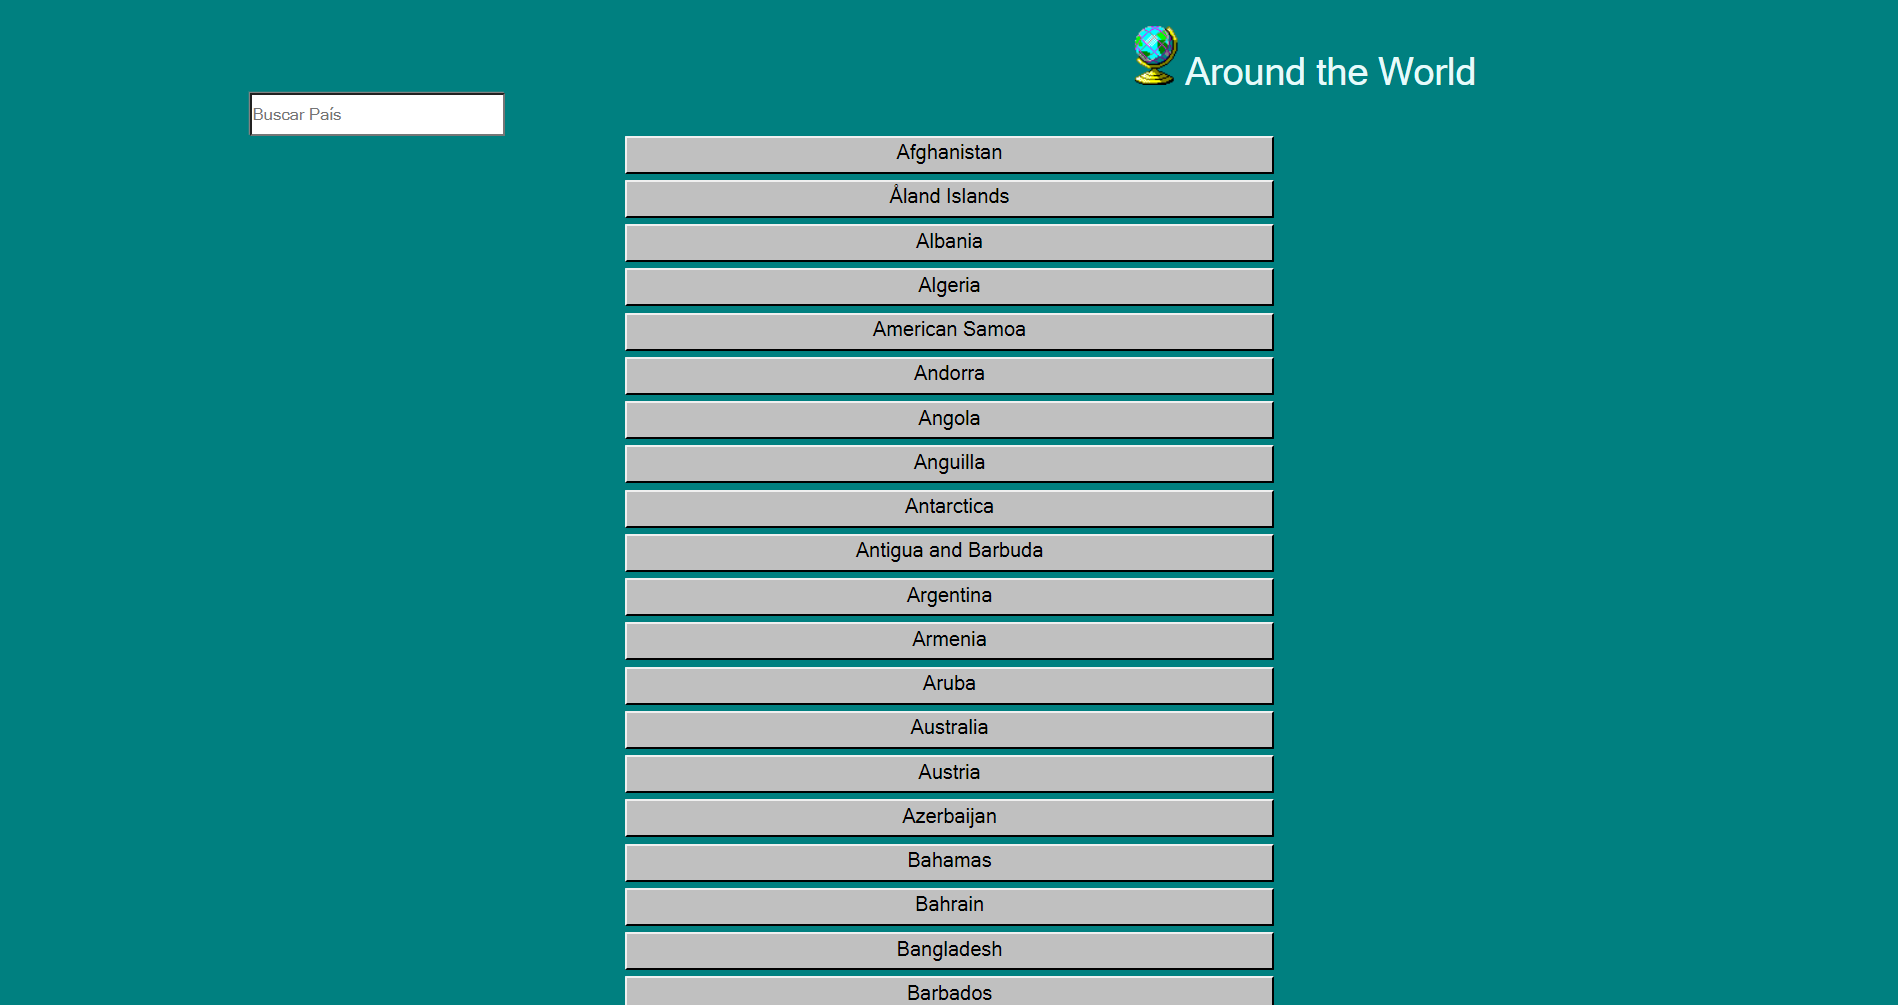 Around the World
Buscar País
Afghanistan
Åland Islands
Albania
Algeria
American Samoa
Andorra
Angola
Anguilla
Antarctica
Antigua and Barbuda
Argentina
Armenia
Aruba
Australia
Austria
Azerbaijan
Bahamas
Bahrain
Bangladesh
Barbados